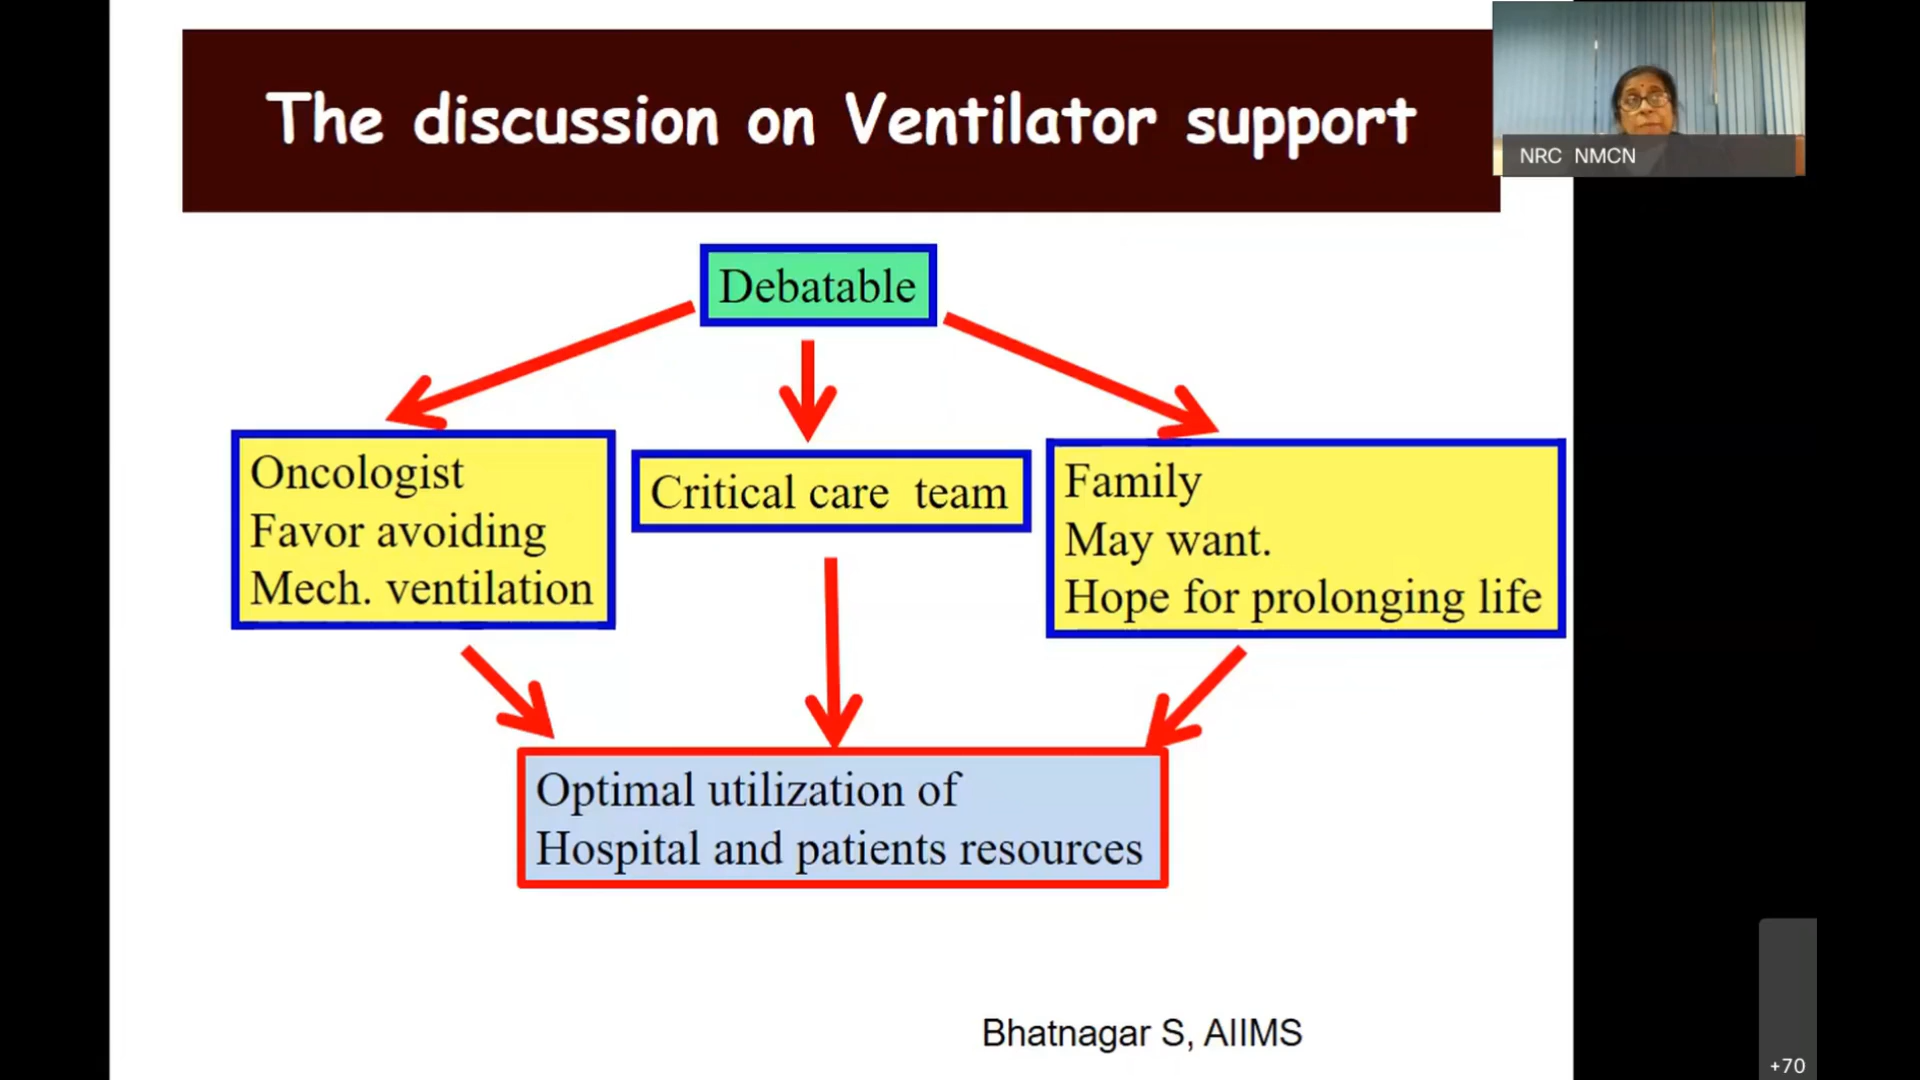 The discussion on Ventilator support
NRC NMCN
Debatable
Oncologist
Favor avoiding
Mech. ventilation
Critical care team
Family
May want.
Hope for prolonging life
Optimal utilization of
Hospital and patients resources
Bhatnagar S, AIIMS
+70